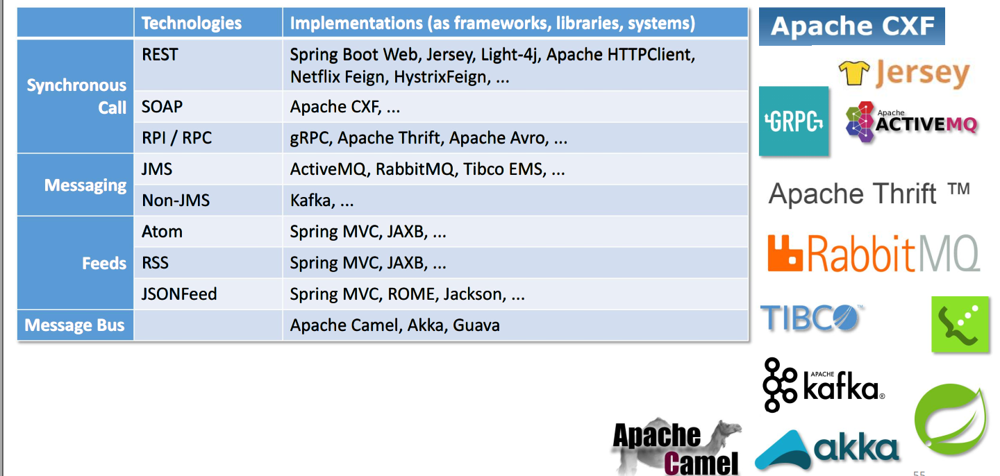 Technologies
Implementations (as frameworks, libraries, systems)
Synchronous
Call
REST
Spring Boot Web, Jersey, Light-4j, Apache HTTPClient,
Netflix Feign, HystrixFeign, ...
SOAP
Apache CXF, ...
RPI / RPC
gRPC, Apache Thrift, Apache Avro, ...
Messaging
JMS
ActiveMQ, RabbitMQ, Tibco EMS, ...
Non-JMS
Kafka, ...
Feeds
Atom
Spring MVC, JAXB, ...
RSS
Spring MVC, JAXB, ...
JSONFeed
Spring MVC, ROME, Jackson, ...
Message Bus
Apache Camel, Akka, Guava
Apache CXF
Jersey
GRPC
Apache
ACTIVEMQ
Apache Thrift ™
RabbitMQ
TIBCO™
APACHE
kafka®
Apache
Camel
akka
55